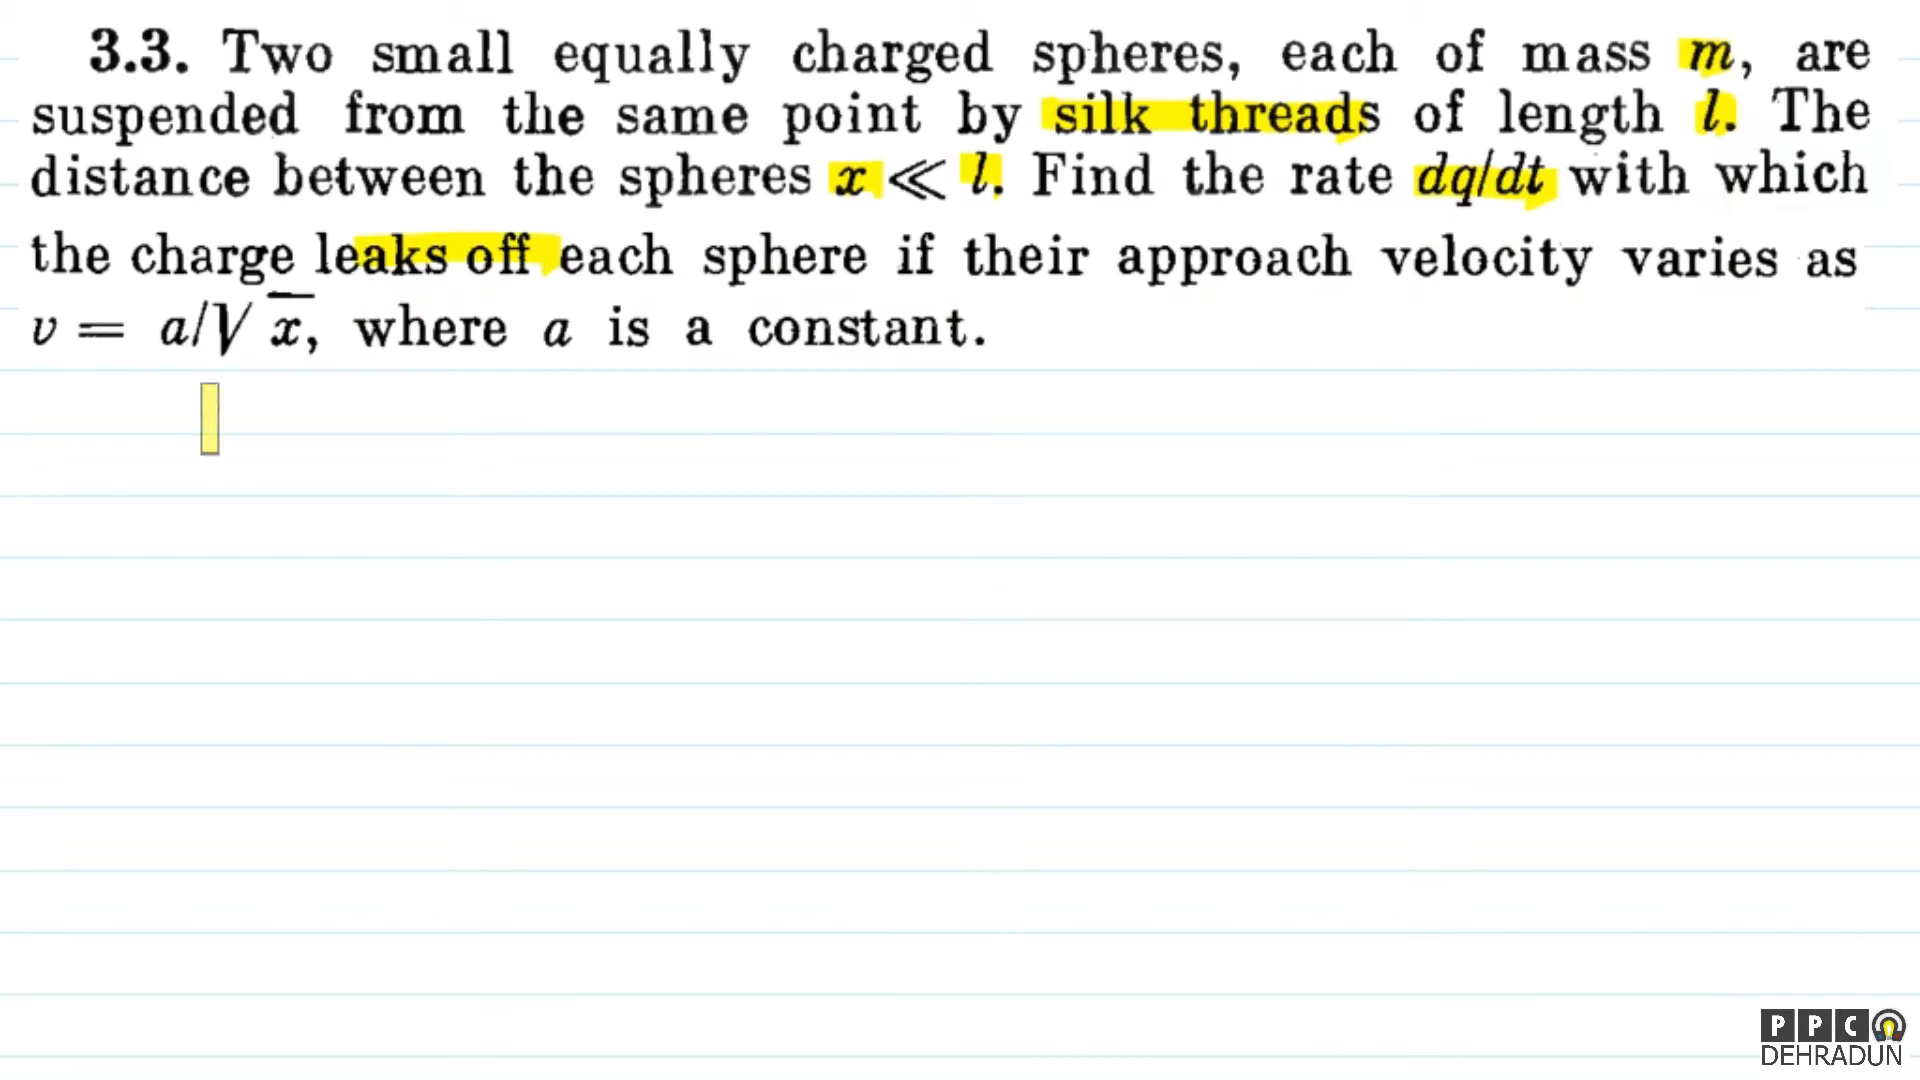 3.3. Two small equally charged spheres, each of mass m, are
suspended from the same point by silk threads of length l. The
distance between the spheres x ≪ l. Find the rate dq/dt with which
the charge leaks off each sphere if their approach velocity varies as
v = a/√x, where a is a constant.
PPC
DEHRADUN